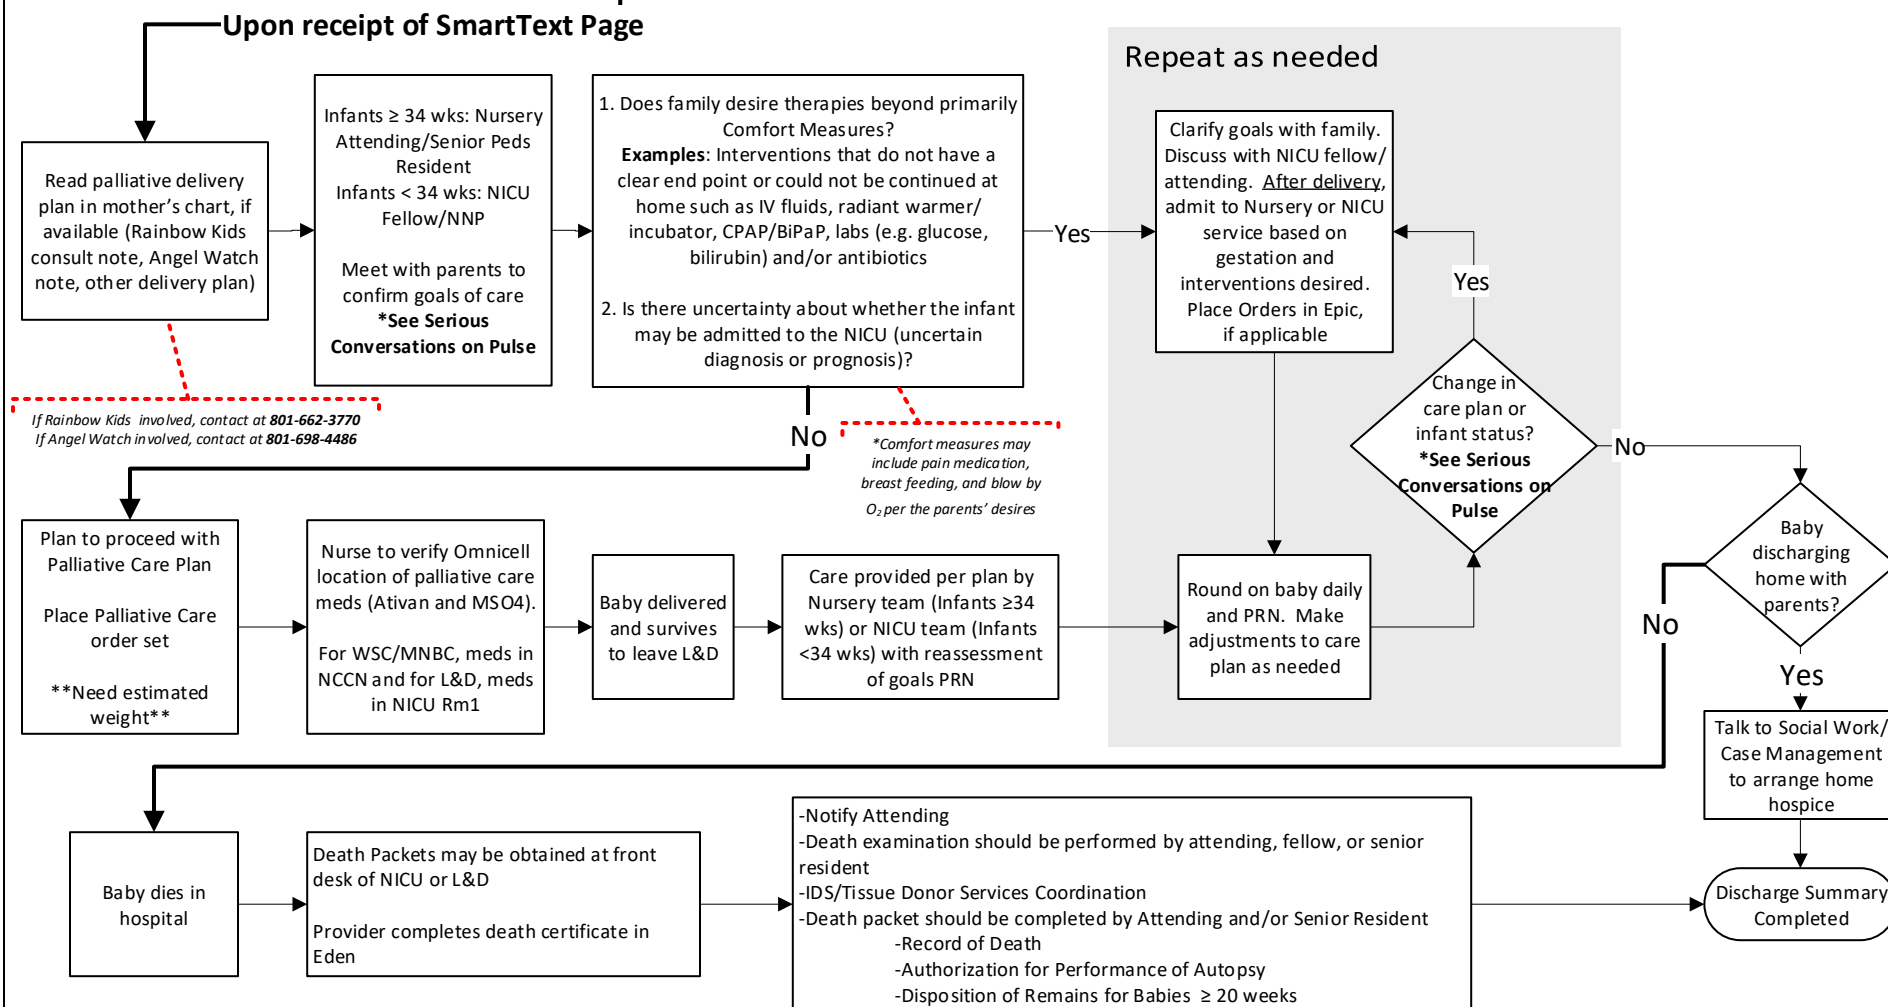 Upon receipt of SmartText Page
Repeat as needed
Read palliative delivery
plan in mother's chart, if
available (Rainbow Kids
consult note, Angel Watch
note, other delivery plan)
Infants ≥ 34 wks: Nursery
Attending/Senior Peds
Resident
Infants < 34 wks: NICU
Fellow/NNP
Meet with parents to
confirm goals of care
*See Serious
Conversations on Pulse
1. Does family desire therapies beyond primarily
Comfort Measures?
Examples: Interventions that do not have a
clear end point or could not be continued at
home such as IV fluids, radiant warmer/
incubator, CPAP/BiPaP, labs (e.g. glucose,
bilirubin) and/or antibiotics
2. Is there uncertainty about whether the infant
may be admitted to the NICU (uncertain
diagnosis or prognosis)?
Yes
Clarify goals with family.
Discuss with NICU fellow/
attending. After delivery,
admit to Nursery or NICU
service based on
gestation and
interventions desired.
Place Orders in Epic,
if applicable
Yes
Change in
care plan or
infant status?
*See Serious
Conversations on
Pulse
No
If Rainbow Kids involved, contact at 801-662-3770
If Angel Watch involved, contact at 801-698-4486
No
*Comfort measures may
include pain medication,
breast feeding, and blow by
O₂ per the parents' desires
Plan to proceed with
Palliative Care Plan
Place Palliative Care
order set
**Need estimated
weight**
Nurse to verify Omnicell
location of palliative care
meds (Ativan and MSO4).
For WSC/MNBC, meds in
NCCN and for L&D, meds
in NICU Rm1
Baby delivered
and survives
to leave L&D
Care provided per plan by
Nursery team (Infants ≥34
wks) or NICU team (Infants
<34 wks) with reassessment
of goals PRN
Round on baby daily
and PRN. Make
adjustments to care
plan as needed
Baby
discharging
home with
parents?
No
Yes
Talk to Social Work/
Case Management
to arrange home
hospice
Baby dies in
hospital
Death Packets may be obtained at front
desk of NICU or L&D
Provider completes death certificate in
Eden
-Notify Attending
-Death examination should be performed by attending, fellow, or senior
resident
-IDS/Tissue Donor Services Coordination
-Death packet should be completed by Attending and/or Senior Resident
-Record of Death
-Authorization for Performance of Autopsy
-Disposition of Remains for Babies ≥ 20 weeks
Discharge Summary
Completed